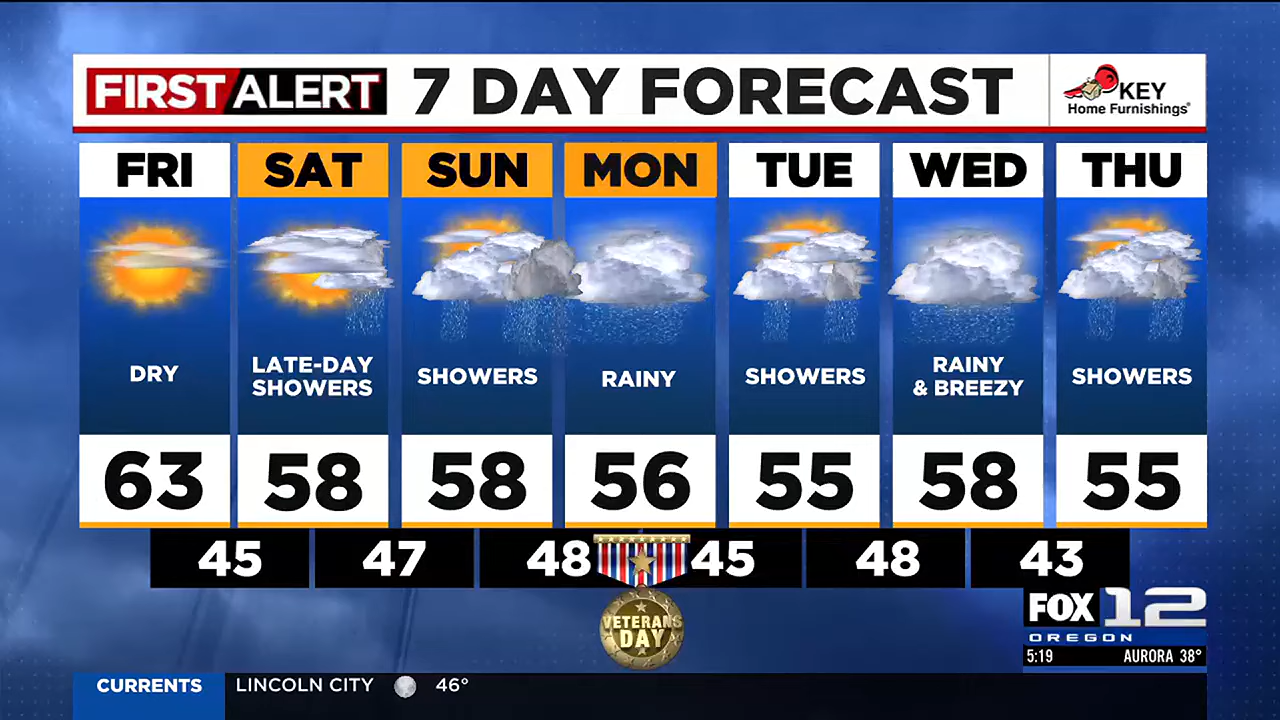 FIRST ALERT 7 DAY FORECAST
KEY
Home Furnishings®
FRI SAT SUN MON TUE WED THU
DRY
LATE-DAY
SHOWERS
SHOWERS
RAINY
SHOWERS
RAINY
& BREEZY
SHOWERS
63 58 58 56 55 58 55
45 47 48 45 48 43
VETERANS
DAY
FOX 12
OREGON
5:19 AURORA 38°
CURRENTS LINCOLN CITY 46°